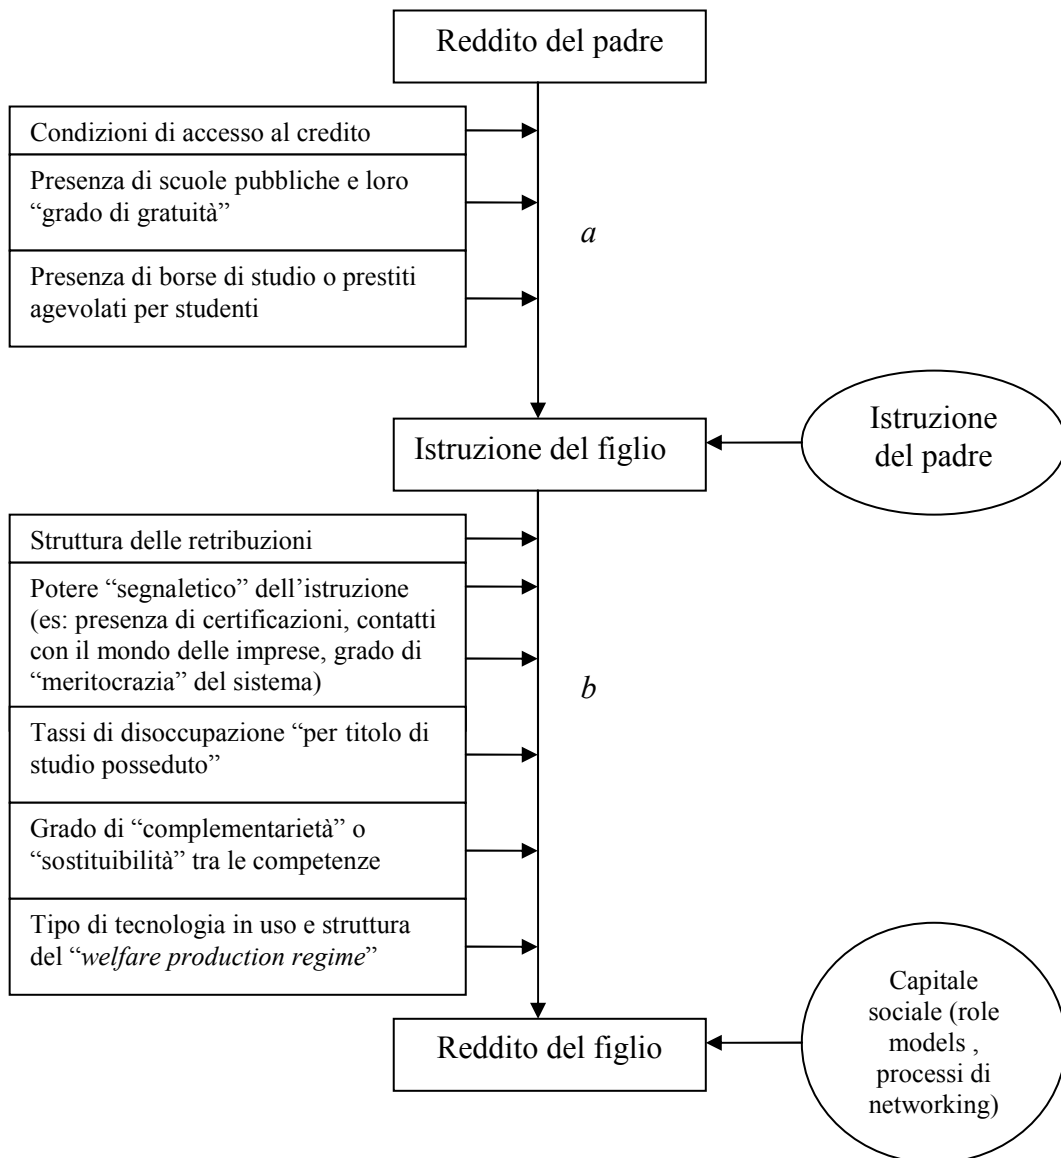 Reddito del padre
Condizioni di accesso al credito
Presenza di scuole pubbliche e loro
“grado di gratuità”
a
Presenza di borse di studio o prestiti
agevolati per studenti
Istruzione del figlio
Istruzione
del padre
Struttura delle retribuzioni
Potere “segnaletico” dell’istruzione
(es: presenza di certificazioni, contatti
con il mondo delle imprese, grado di
“meritocrazia” del sistema)
b
Tassi di disoccupazione “per titolo di
studio posseduto”
Grado di “complementarietà” o
“sostituibilità” tra le competenze
Tipo di tecnologia in uso e struttura
del “welfare production regime”
Reddito del figlio
Capitale
sociale (role
models ,
processi di
networking)